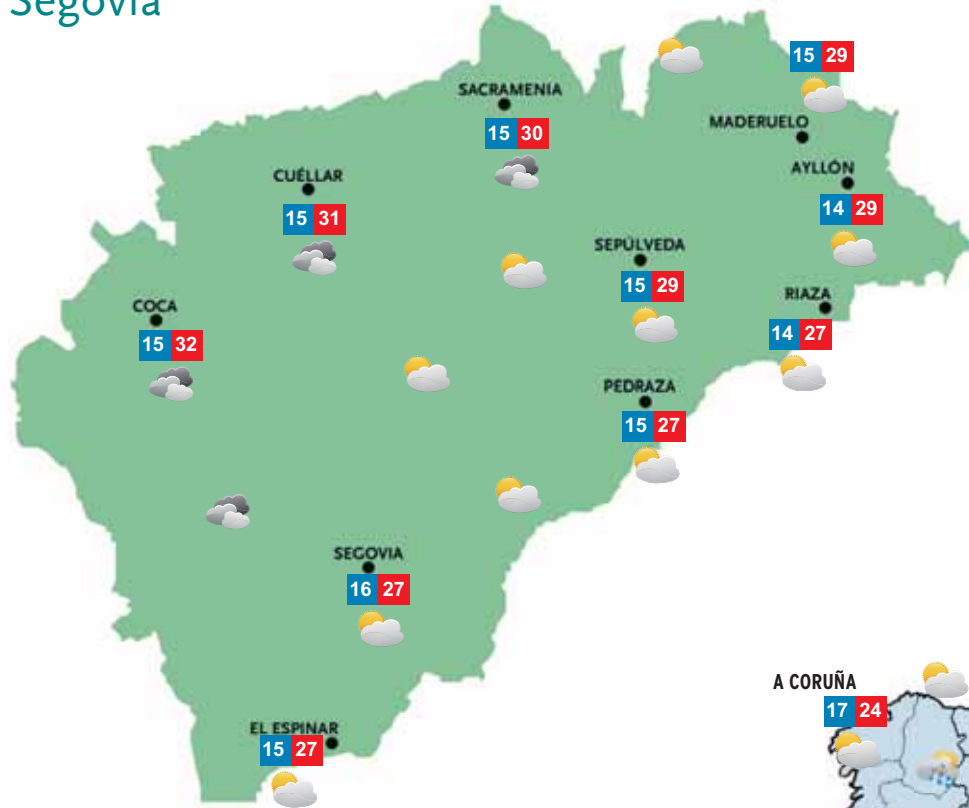 Segovia
15 29
SACRAMENIA
15 30
MADERUELO
CUÉLLAR
15 31
AYLLÓN
14 29
SEPÚLVEDA
15 29
COCA
15 32
RIAZA
14 27
PEDRAZA
15 27
SEGOVIA
16 27
A CORUÑA
17 24
EL ESPINAR
15 27